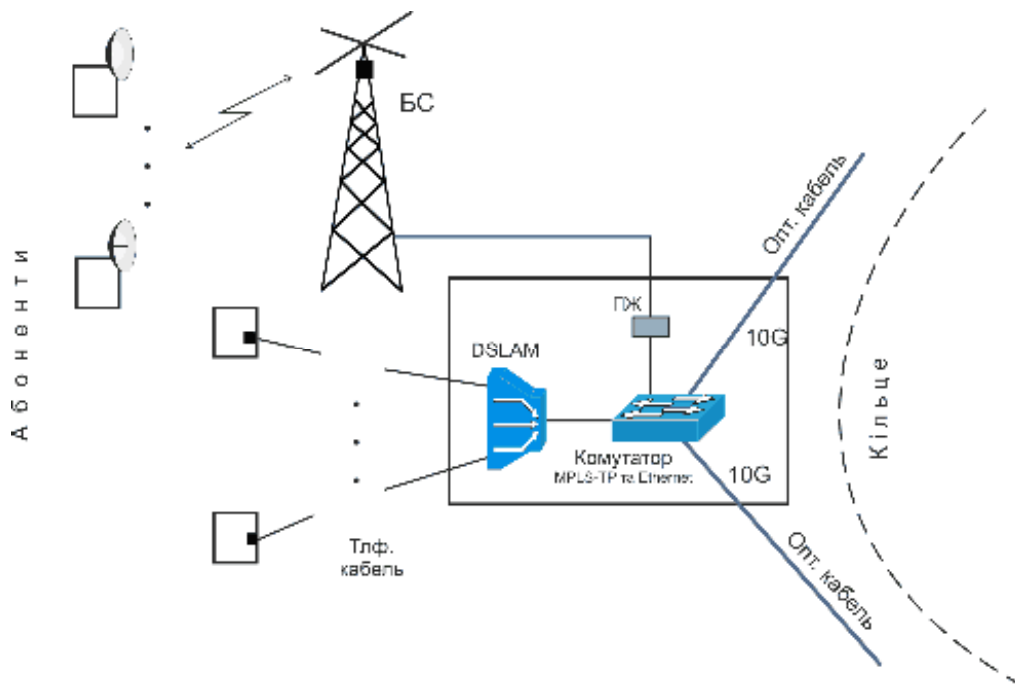 БС
Опт. кабель
ПЖ
10G
DSLAM
Абоненти
Кільце
Комутатор
MPLS-TP та Ethernet
10G
Тлф.
кабель
Опт. кабель